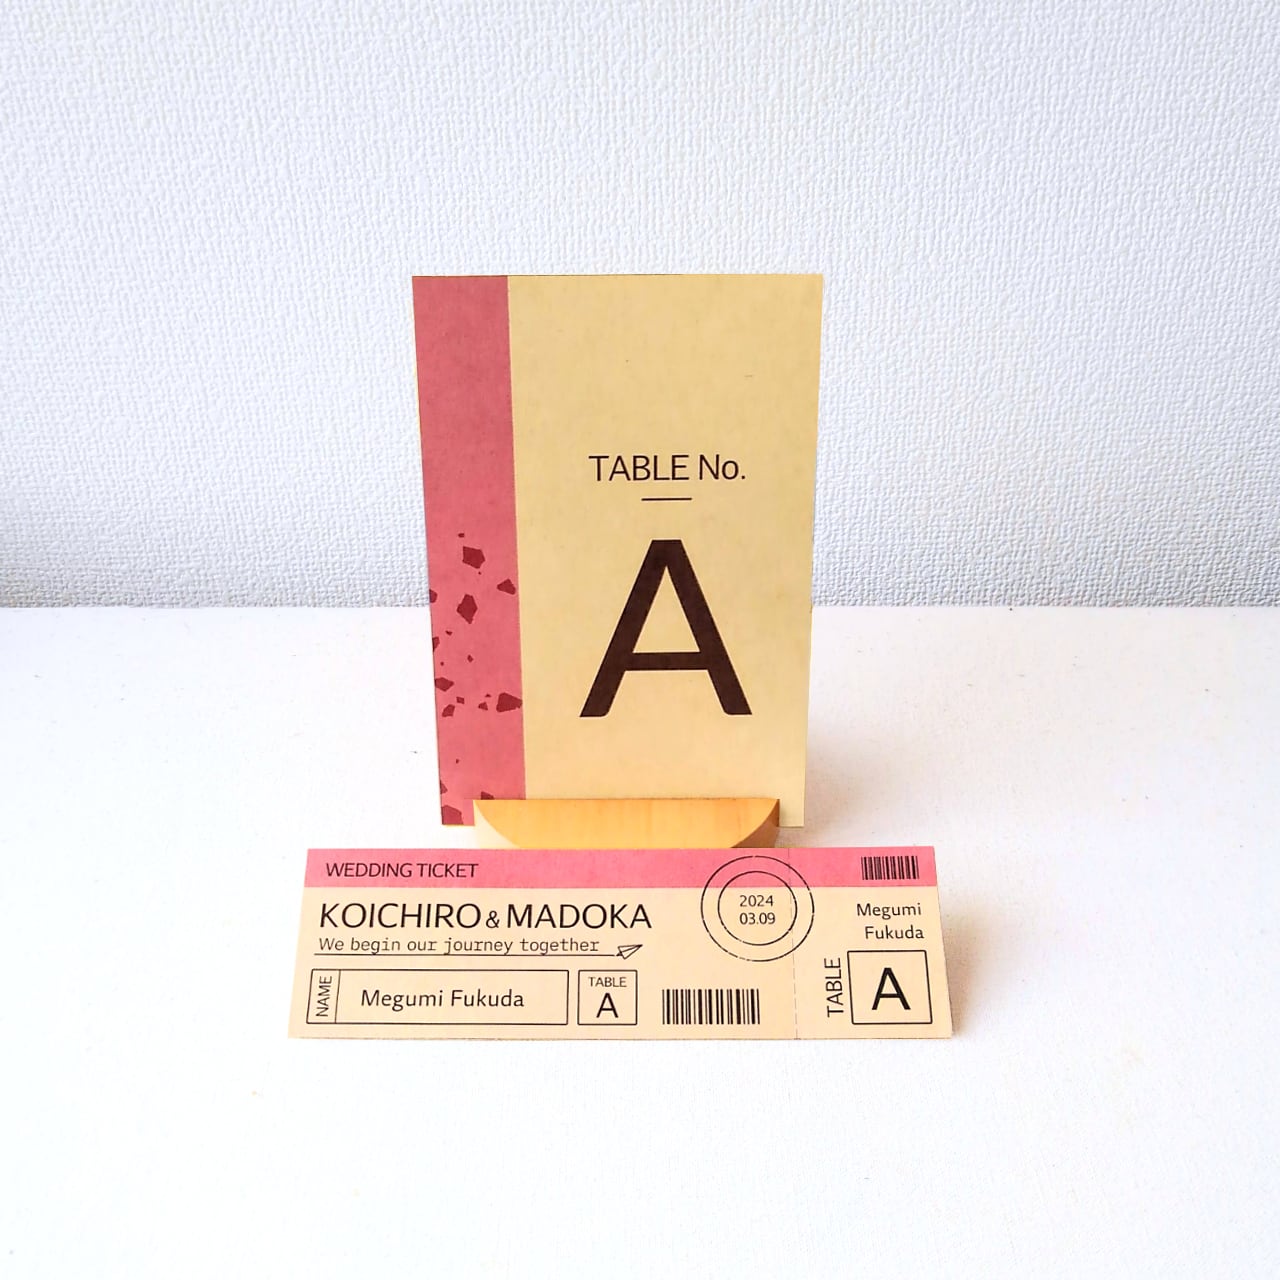 TABLE No.
A
WEDDING TICKET
KOICHIRO & MADOKA
We begin our journey together
NAME
Megumi Fukuda
TABLE
A
2024
03.09
Megumi
Fukuda
TABLE
A